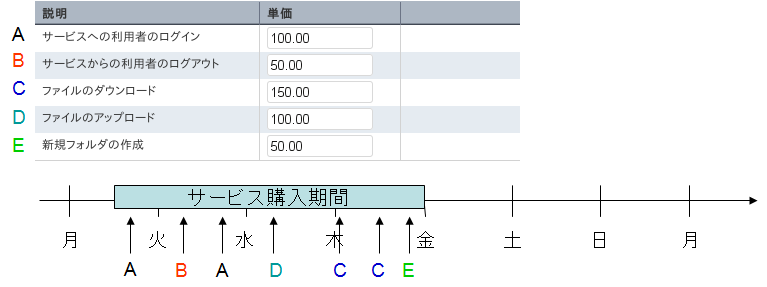 説明 単価
A サービスへの利用者のログイン 100.00
B サービスからの利用者のログアウト 50.00
C ファイルのダウンロード 150.00
D ファイルのアップロード 100.00
E 新規フォルダの作成 50.00
サービス購入期間
月 火 水 木 金 土 日 月
A B A D C C E